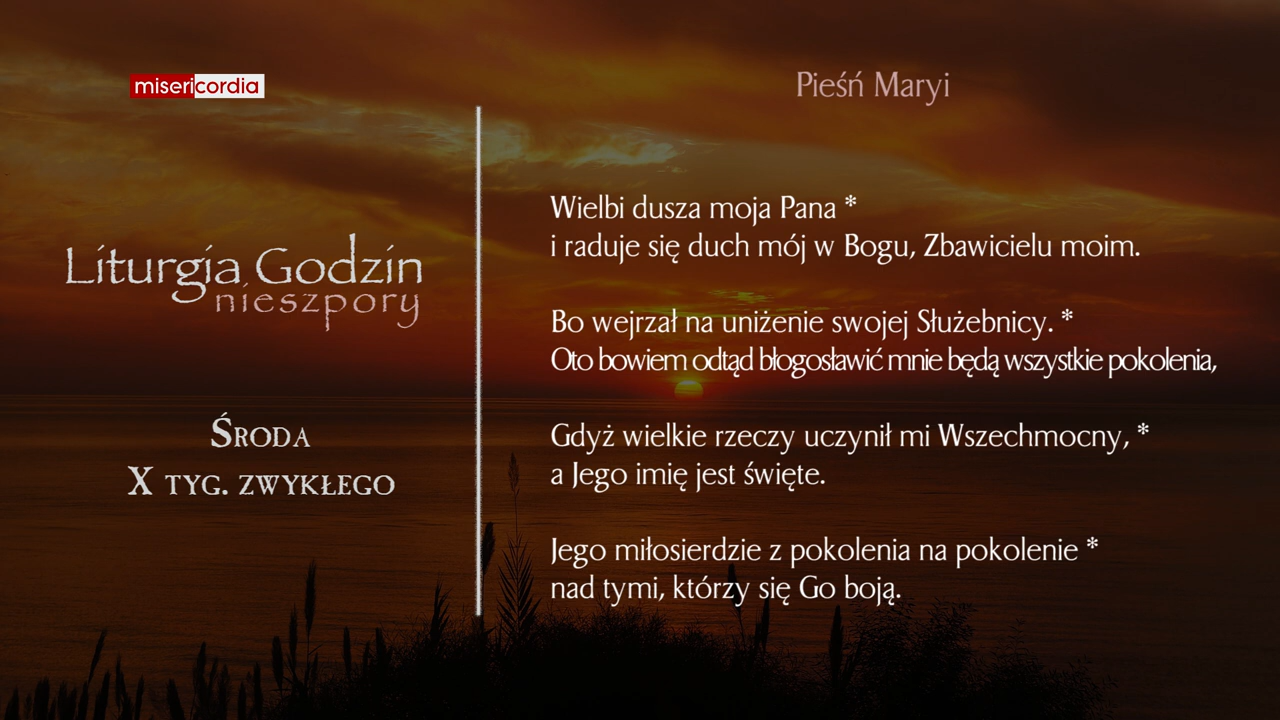 misericordia
Liturgia Godzin
nieszpory
Środa
X tyg. zwykłego
Pieśń Maryi
Wielbi dusza moja Pana *
i raduje się duch mój w Bogu, Zbawicielu moim.
Bo wejrzał na uniżenie swojej Służebnicy. *
Oto bowiem odtąd błogosławić mnie będą wszystkie pokolenia,
Gdyż wielkie rzeczy uczynił mi Wszechmocny, *
a Jego imię jest święte.
Jego miłosierdzie z pokolenia na pokolenie *
nad tymi, którzy się Go boją.